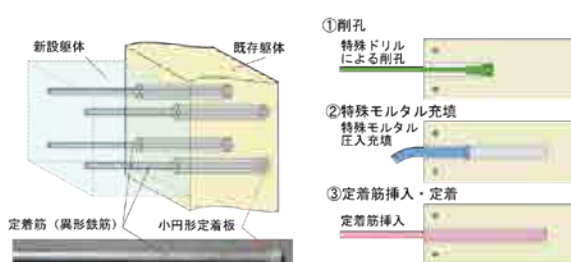 新設躯体
既存躯体
定着筋（異形鉄筋）
小円形定着板
①削孔
特殊ドリル
による削孔
②特殊モルタル充填
特殊モルタル
圧入充填
③定着筋挿入・定着
定着筋挿入